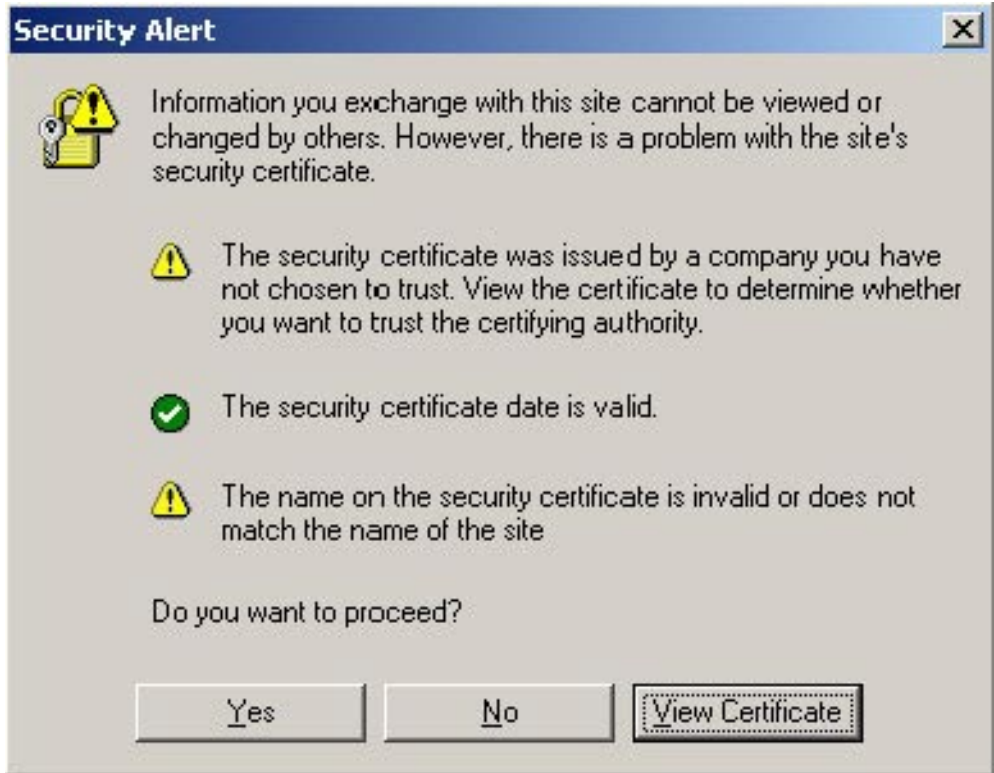 Security Alert
Information you exchange with this site cannot be viewed or
changed by others. However, there is a problem with the site's
security certificate.
The security certificate was issued by a company you have
not chosen to trust. View the certificate to determine whether
you want to trust the certifying authority.
The security certificate date is valid.
The name on the security certificate is invalid or does not
match the name of the site
Do you want to proceed?
Yes
No
View Certificate